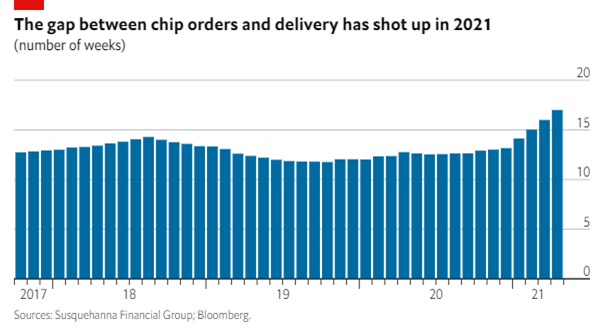 The gap between chip orders and delivery has shot up in 2021
(number of weeks)
20
15
10
5
0
2017 18 19 20 21
Sources: Susquehanna Financial Group; Bloomberg.